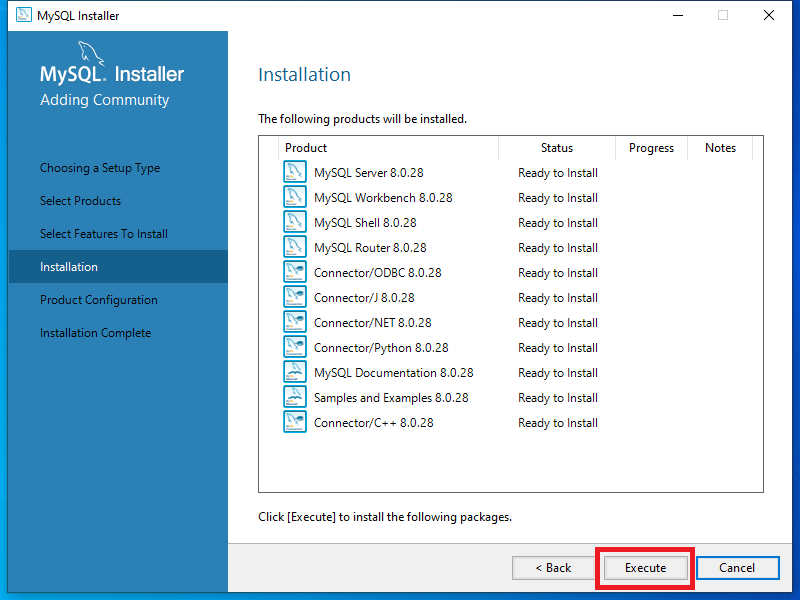 MySQL Installer
MySQL. Installer
Adding Community
Choosing a Setup Type
Select Products
Select Features To Install
Installation
Product Configuration
Installation Complete
Installation
The following products will be installed.
Product Status Progress Notes
MySQL Server 8.0.28 Ready to Install
MySQL Workbench 8.0.28 Ready to Install
MySQL Shell 8.0.28 Ready to Install
MySQL Router 8.0.28 Ready to Install
Connector/ODBC 8.0.28 Ready to Install
Connector/J 8.0.28 Ready to Install
Connector/NET 8.0.28 Ready to Install
Connector/Python 8.0.28 Ready to Install
MySQL Documentation 8.0.28 Ready to Install
Samples and Examples 8.0.28 Ready to Install
Connector/C++ 8.0.28 Ready to Install
Click [Execute] to install the following packages.
< Back Execute Cancel